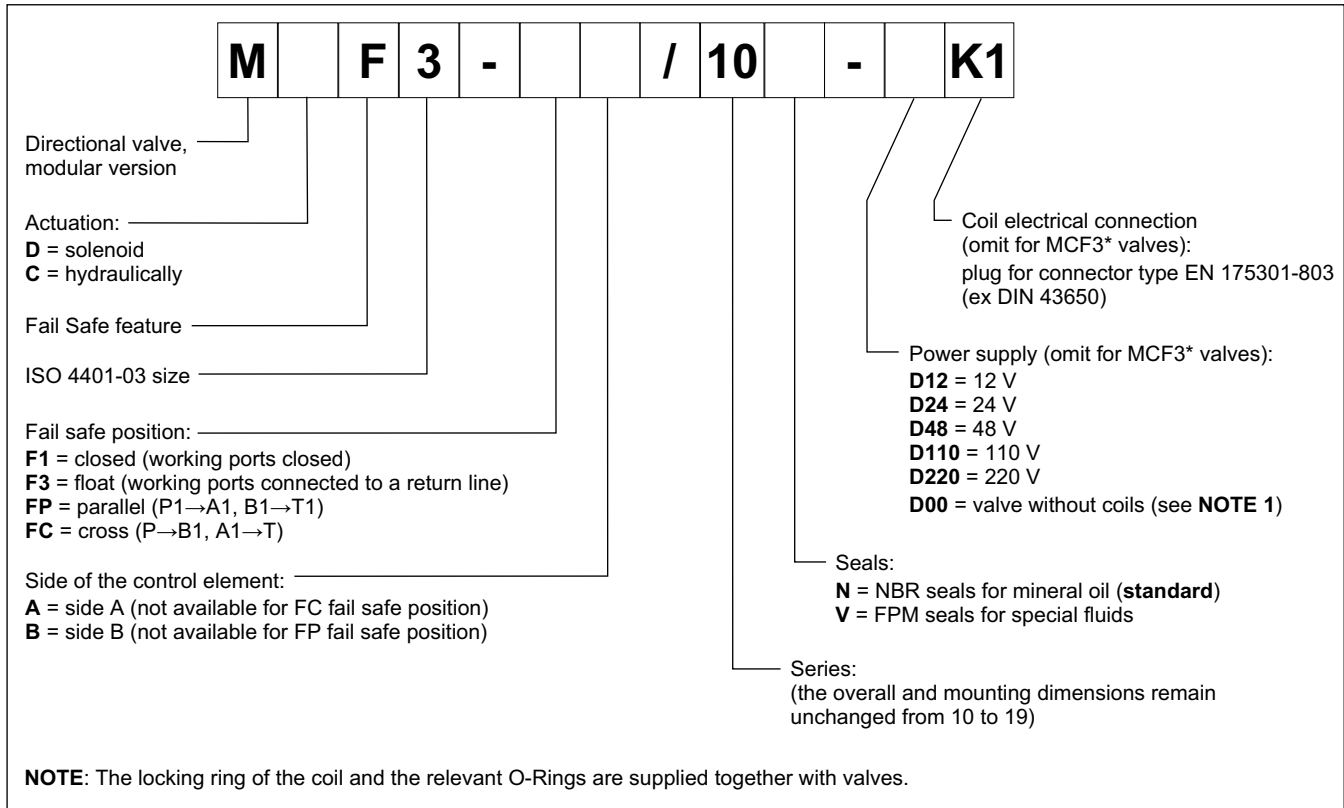 M F 3 - / 10 - K1
Directional valve,
modular version
Actuation:
D = solenoid
C = hydraulically
Fail Safe feature
ISO 4401-03 size
Fail safe position:
F1 = closed (working ports closed)
F3 = float (working ports connected to a return line)
FP = parallel (P1→A1, B1→T1)
FC = cross (P→B1, A1→T)
Side of the control element:
A = side A (not available for FC fail safe position)
B = side B (not available for FP fail safe position)
Coil electrical connection
(omit for MCF3* valves):
plug for connector type EN 175301-803
(ex DIN 43650)
Power supply (omit for MCF3* valves):
D12 = 12 V
D24 = 24 V
D48 = 48 V
D110 = 110 V
D220 = 220 V
D00 = valve without coils (see NOTE 1)
Seals:
N = NBR seals for mineral oil (standard)
V = FPM seals for special fluids
Series:
(the overall and mounting dimensions remain
unchanged from 10 to 19)
NOTE: The locking ring of the coil and the relevant O-Rings are supplied together with valves.